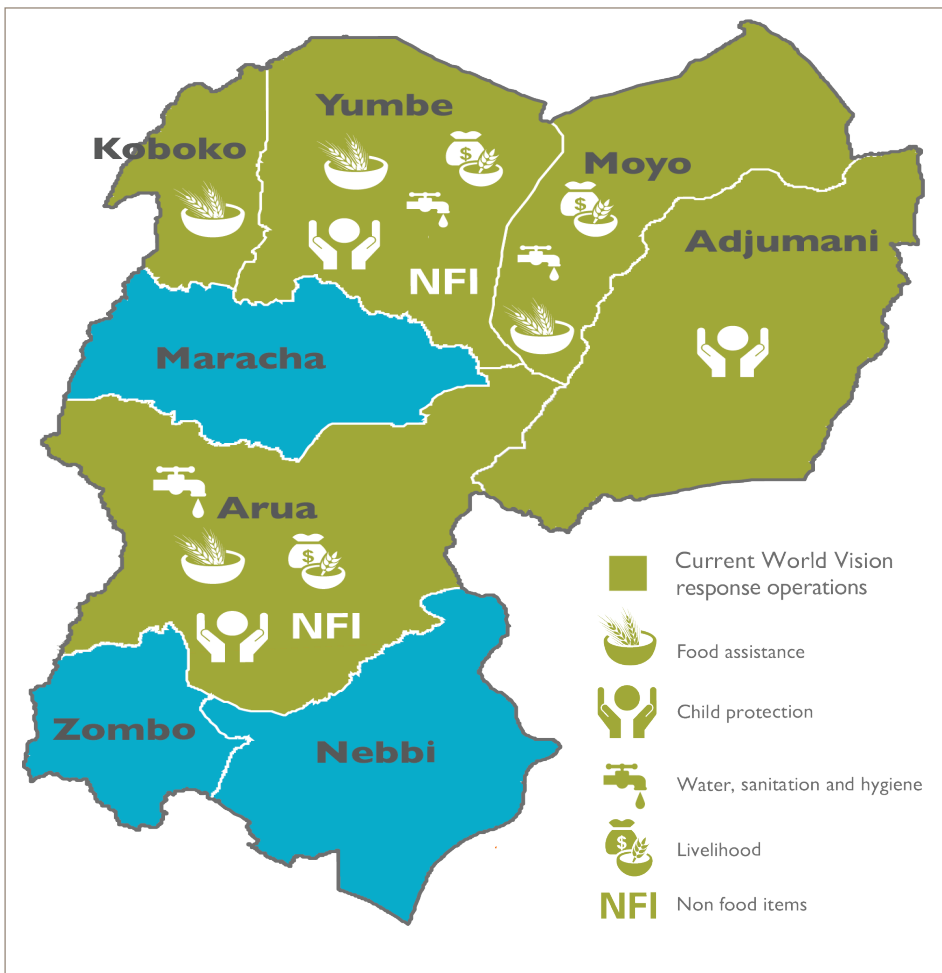 Yumbe
Koboko
Moyo
Adjumani
NFI
Maracha
Arua
NFI
Zombo
Nebbi
Current World Vision
response operations
Food assistance
Child protection
Water, sanitation and hygiene
Livelihood
NFI Non food items